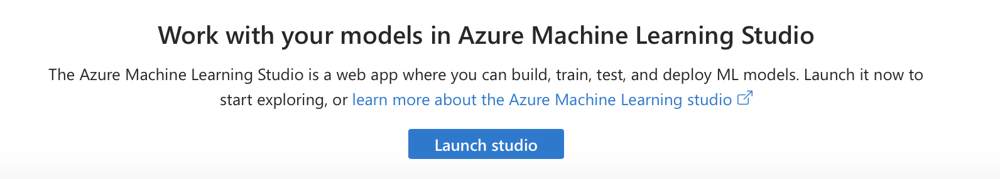 Work with your models in Azure Machine Learning Studio
The Azure Machine Learning Studio is a web app where you can build, train, test, and deploy ML models. Launch it now to
start exploring, or learn more about the Azure Machine Learning studio
Launch studio